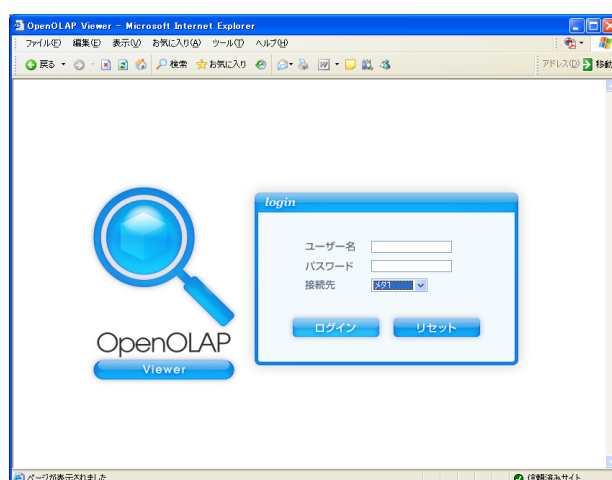 OpenOLAP Viewer - Microsoft Internet Explorer
ファイル(F) 編集(E) 表示(V) お気に入り(A) ツール(T) ヘルプ(H)
戻る 検索 お気に入り アドレス(D) 移動
login
ユーザー名
パスワード
接続先 メタ1
ログイン リセット
OpenOLAP
Viewer
ページが表示されました 信頼済みサイト